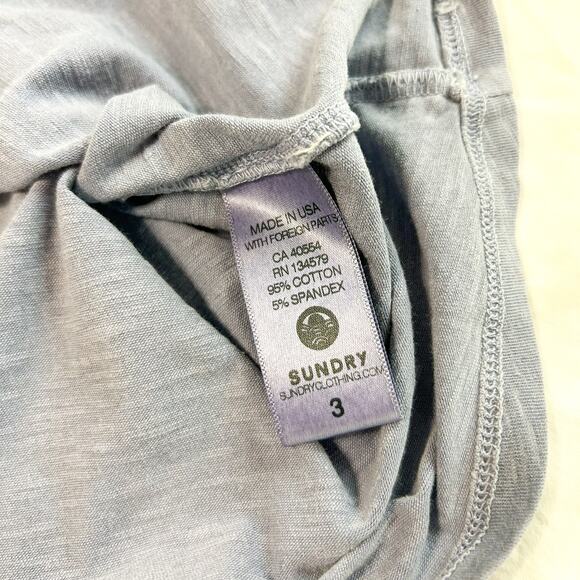 MADE IN USA
WITH FOREIGN PARTS
CA 40554
RN 134579
95% COTTON
5% SPANDEX
SUNDRY
SUNDRYCLOTHING.COM
3